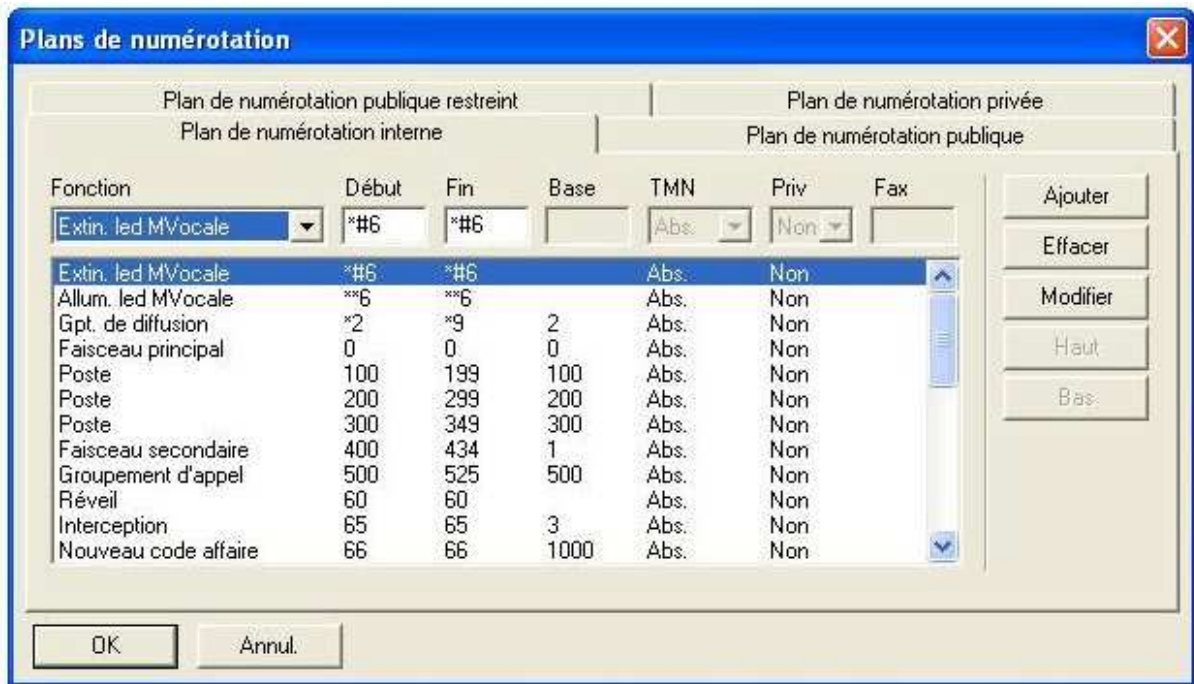 Plans de numérotation
Plan de numérotation publique restreint Plan de numérotation privée
Plan de numérotation interne Plan de numérotation publique
Fonction Début Fin Base TMN Priv Fax
Extin. led MVocale *#6 *#6 Abs. Non
Extin. led MVocale *#6 *#6 Abs. Non
Allum. led MVocale **6 **6 Abs. Non
Gpt. de diffusion *2 *9 2 Abs. Non
Faisceau principal 0 0 0 Abs. Non
Poste 100 199 100 Abs. Non
Poste 200 299 200 Abs. Non
Poste 300 349 300 Abs. Non
Faisceau secondaire 400 434 1 Abs. Non
Groupement d'appel 500 525 500 Abs. Non
Réveil 60 60 Abs. Non
Interception 65 65 3 Abs. Non
Nouveau code affaire 66 66 1000 Abs. Non
Ajouter
Effacer
Modifier
Haut
Bas
OK Annul.